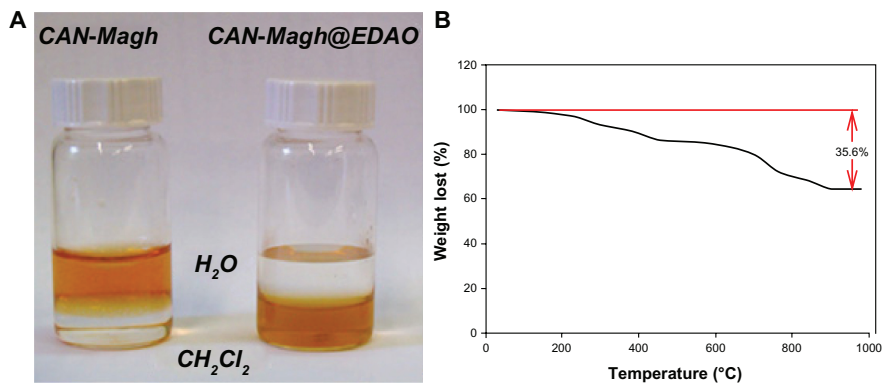 A
CAN-Magh
CAN-Magh@EDAO
H2O
CH2Cl2
B
120
100
80
60
40
20
0
35.6%
Weight lost (%)
0
200
400
600
800
1000
Temperature (°C)